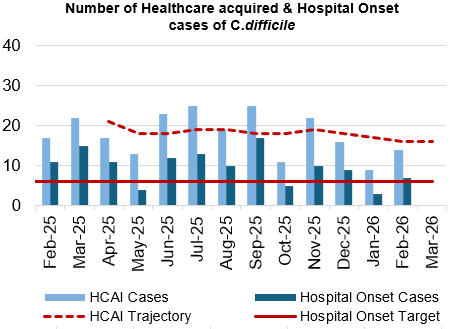 Number of Healthcare acquired & Hospital Onset
cases of C.difficile
40
30
20
10
0
Feb-25
Mar-25
Apr-25
May-25
Jun-25
Jul-25
Aug-25
Sep-25
Oct-25
Nov-25
Dec-25
Jan-26
Feb-26
Mar-26
HCAI Cases
Hospital Onset Cases
HCAI Trajectory
Hospital Onset Target